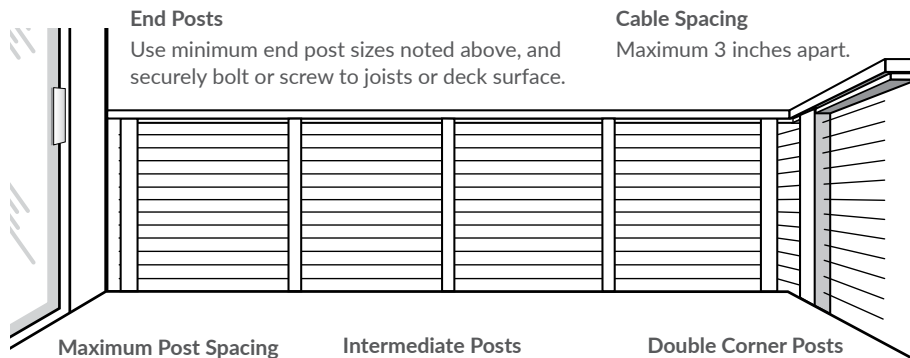 End Posts
Use minimum end post sizes noted above, and
securely bolt or screw to joists or deck surface.
Cable Spacing
Maximum 3 inches apart.
Maximum Post Spacing
Intermediate Posts
Double Corner Posts